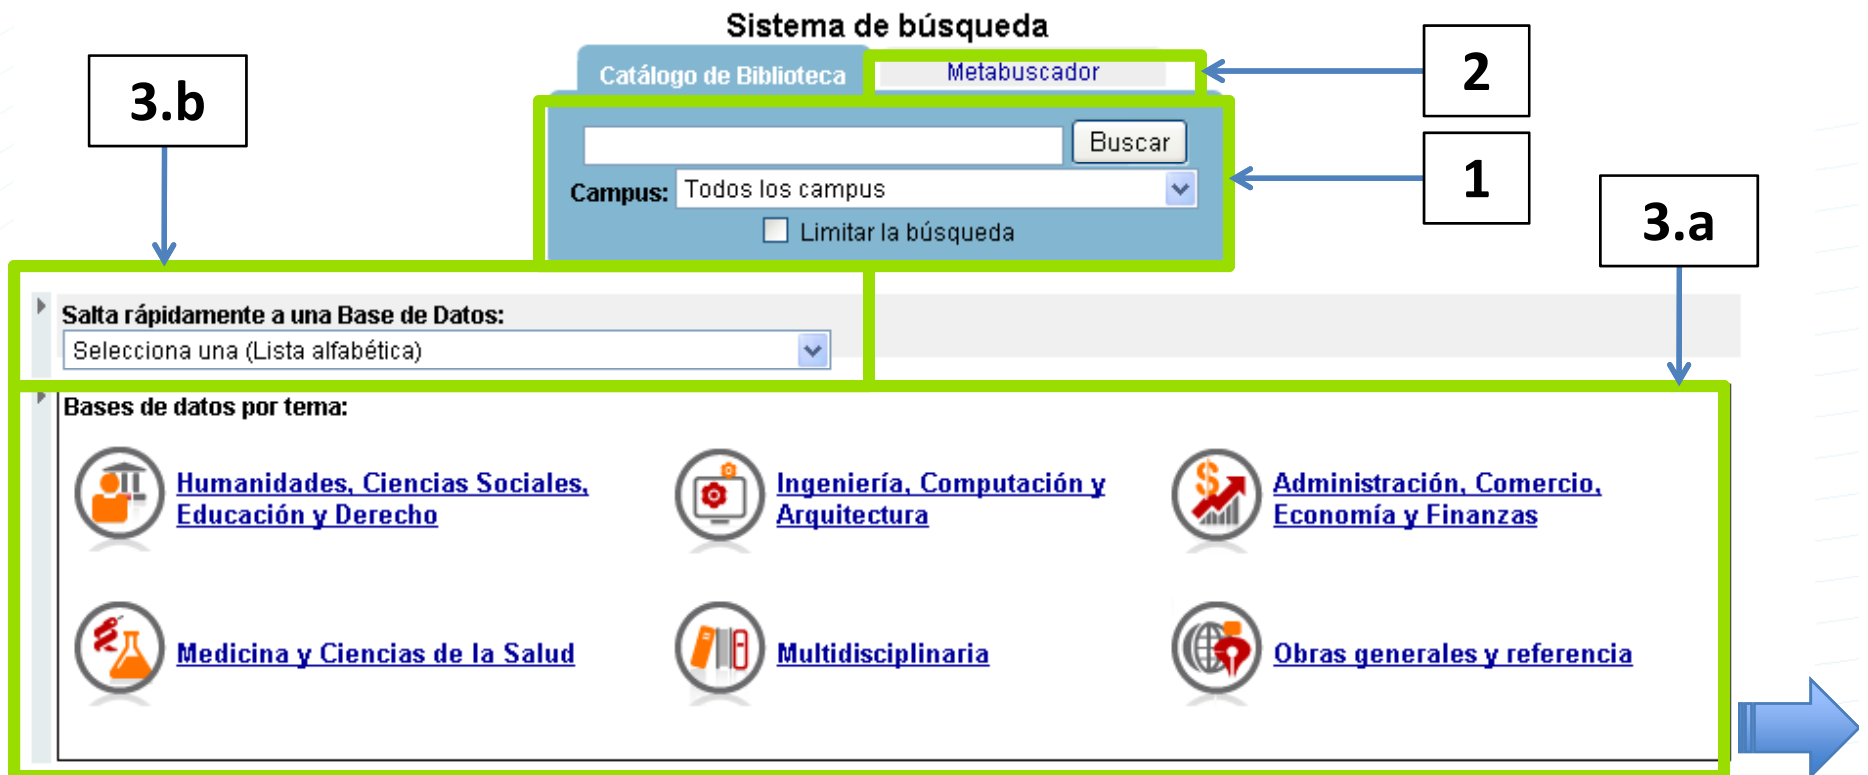 Sistema de búsqueda
Catálogo de Biblioteca
Metabuscador
2
3.b
Buscar
1
Campus: Todos los campus
Limitar la búsqueda
3.a
Salta rápidamente a una Base de Datos:
Selecciona una (Lista alfabética)
Bases de datos por tema:
Humanidades, Ciencias Sociales,
Educación y Derecho
Ingeniería, Computación y
Arquitectura
Administración, Comercio,
Economía y Finanzas
Medicina y Ciencias de la Salud
Multidisciplinaria
Obras generales y referencia